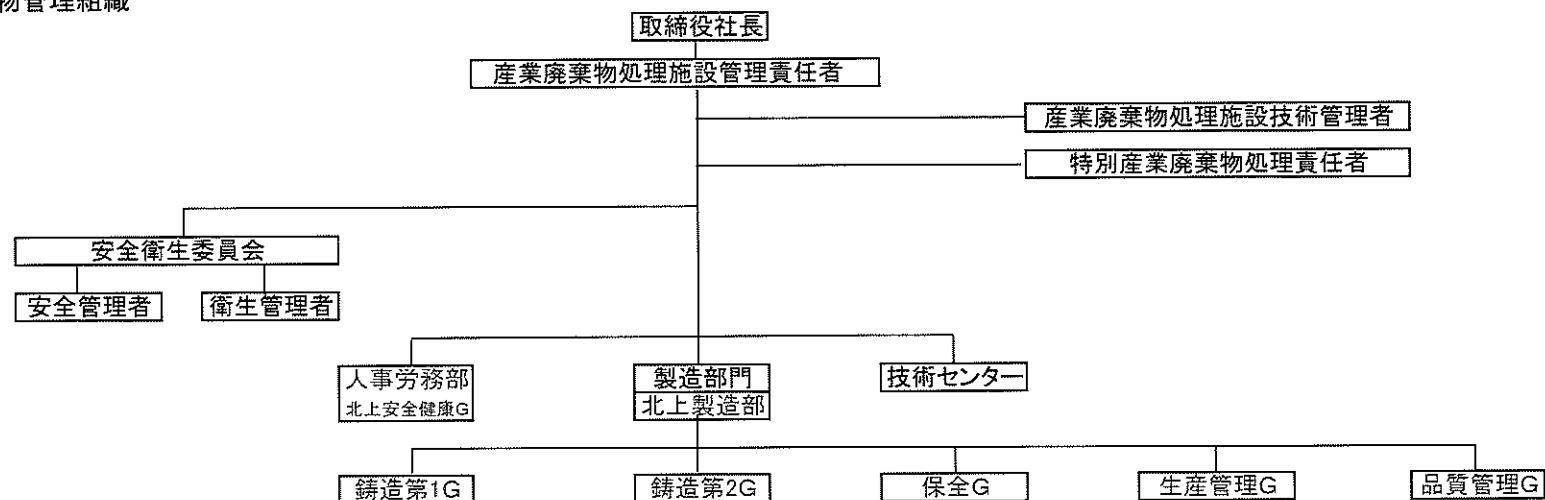 物管理組織
取締役社長
産業廃棄物処理施設管理責任者
産業廃棄物処理施設技術管理者
特別産業廃棄物処理責任者
安全衛生委員会
安全管理者
衛生管理者
人事労務部
北上安全健康G
製造部門
北上製造部
技術センター
鋳造第1G
鋳造第2G
保全G
生産管理G
品質管理G